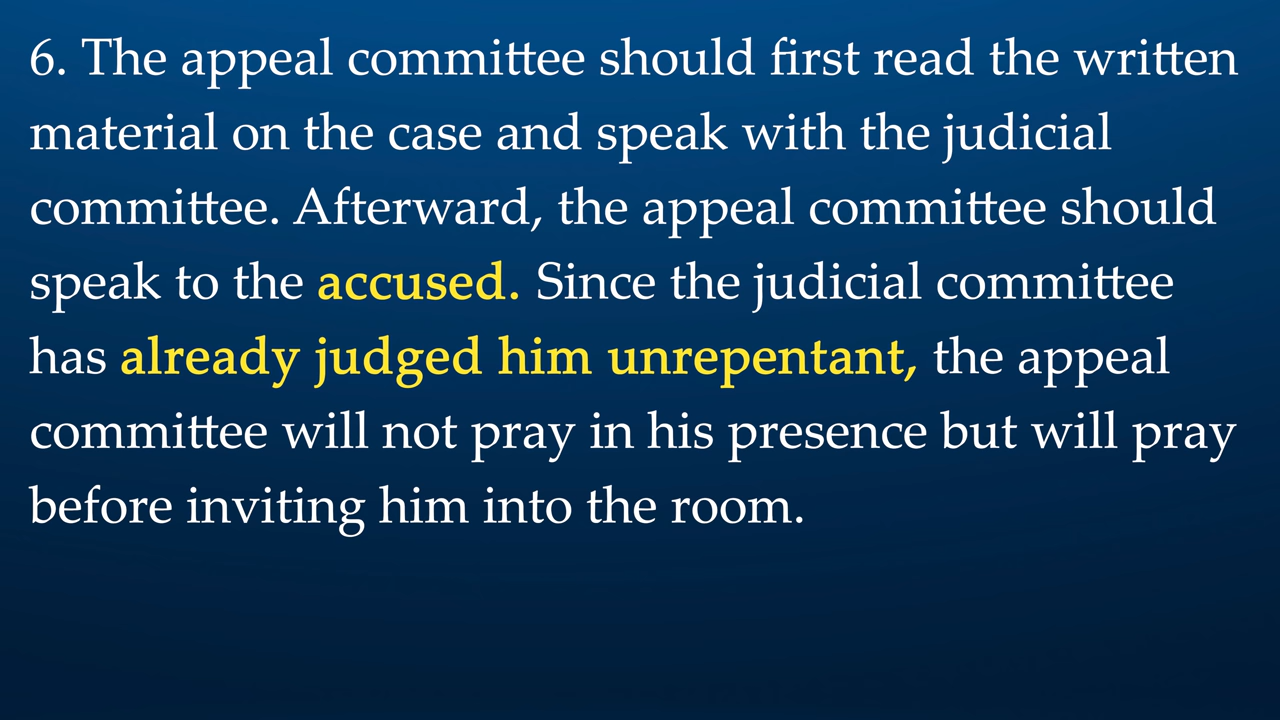 6. The appeal committee should first read the written
material on the case and speak with the judicial
committee. Afterward, the appeal committee should
speak to the accused. Since the judicial committee
has already judged him unrepentant, the appeal
committee will not pray in his presence but will pray
before inviting him into the room.